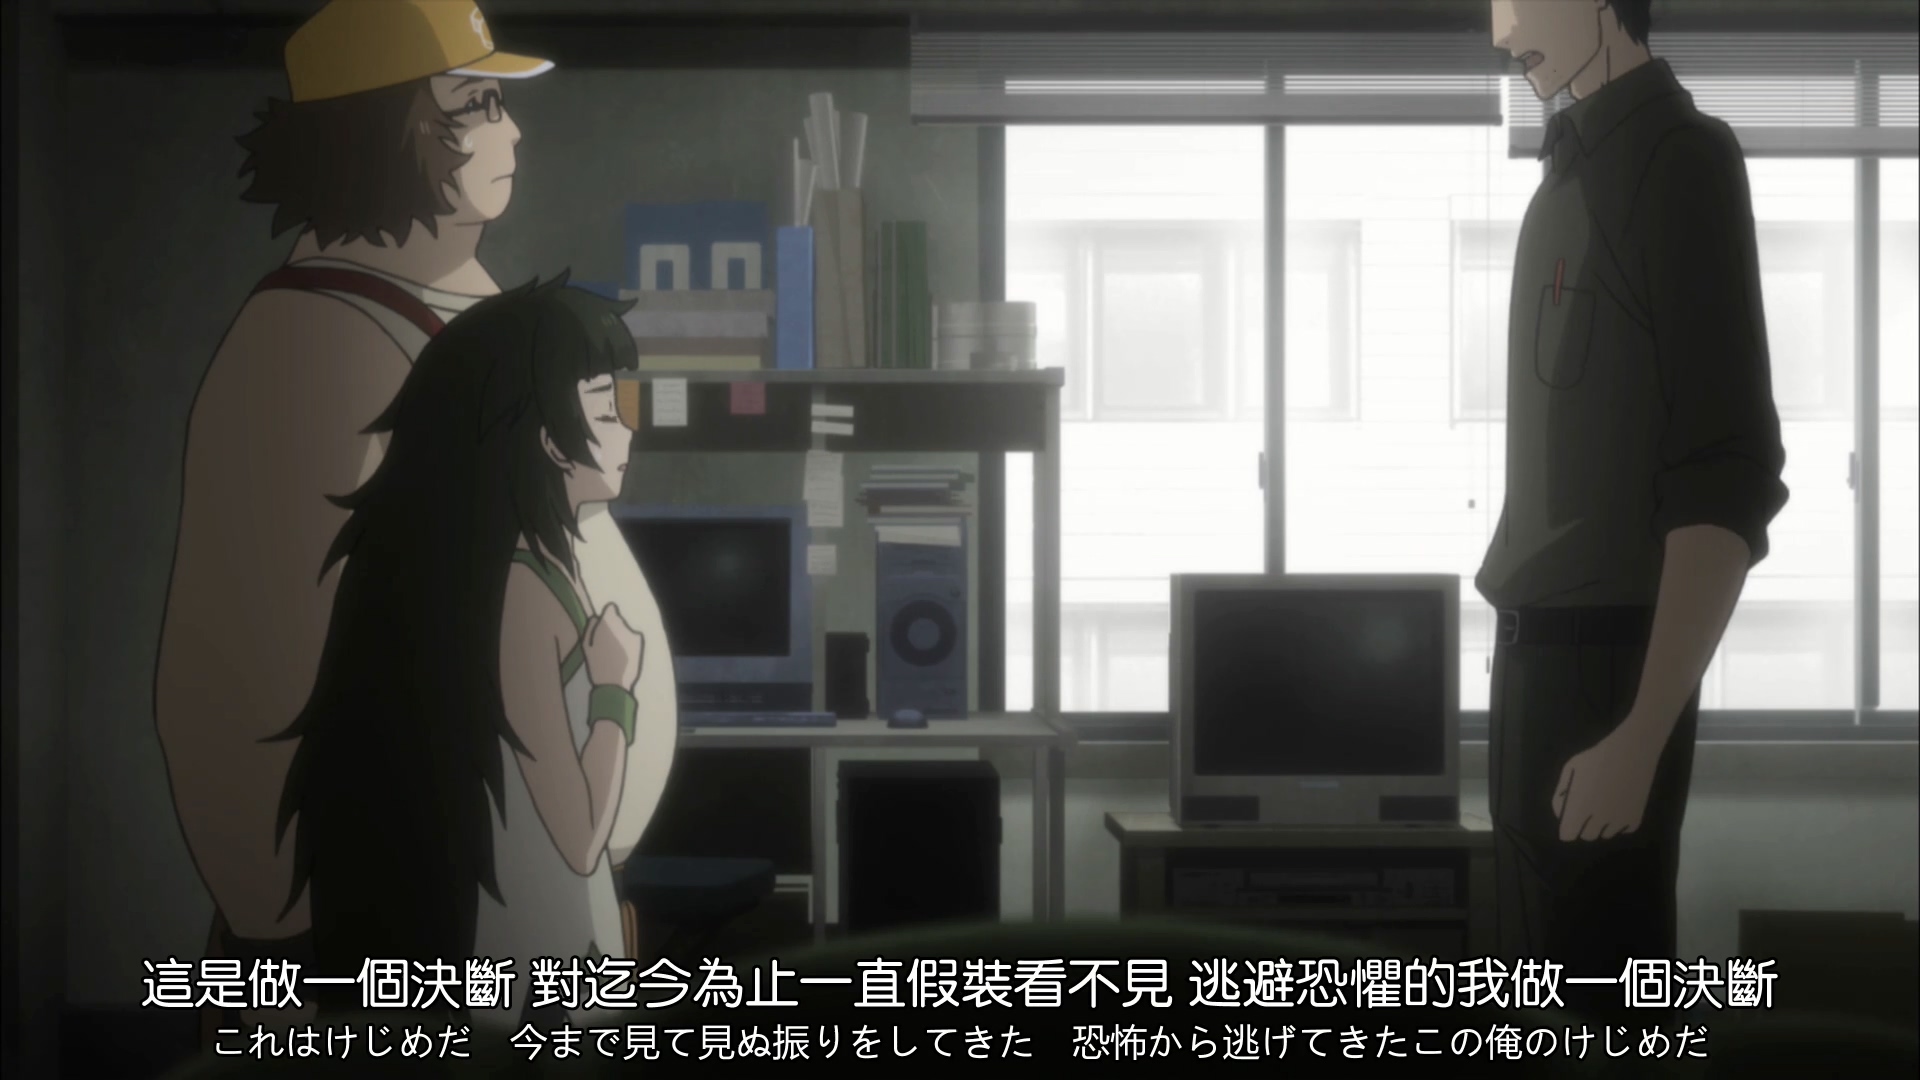 這是做一個決斷 對迄今為止一直假裝看不見 逃避恐懼的我做一個決斷
これはけじめだ　今まで見て見ぬ振りをしてきた　恐怖から逃げてきたこの俺のけじめだ